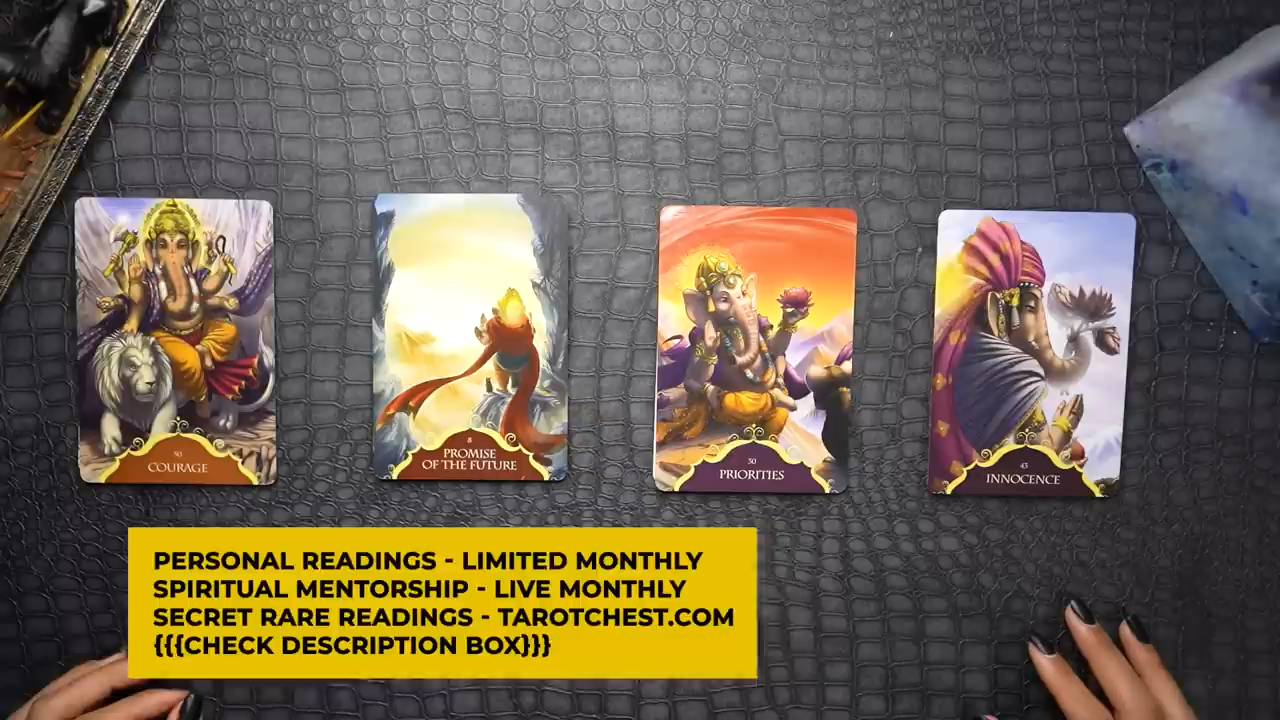 50
COURAGE
8
PROMISE
OF THE FUTURE
30
PRIORITIES
43
INNOCENCE
PERSONAL READINGS - LIMITED MONTHLY
SPIRITUAL MENTORSHIP - LIVE MONTHLY
SECRET RARE READINGS - TAROTCHEST.COM
{{{CHECK DESCRIPTION BOX}}}